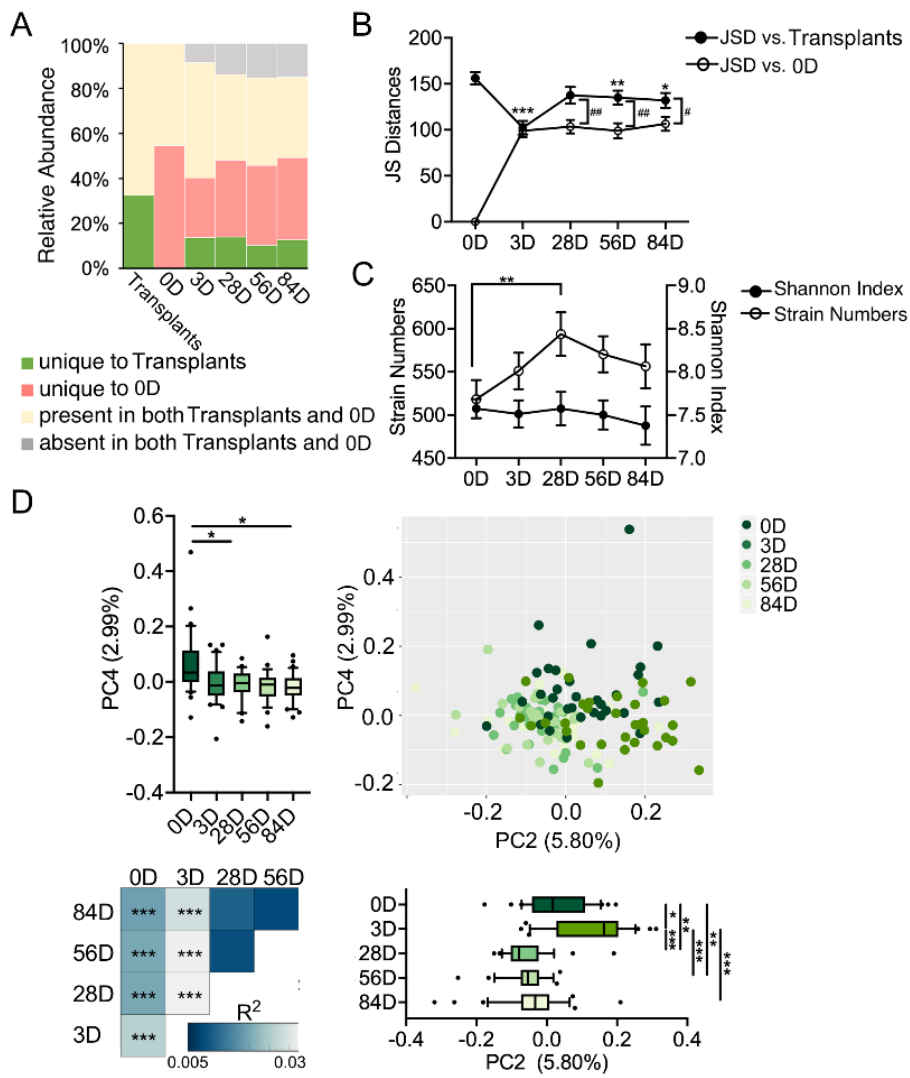 A
100%
80%
60%
40%
20%
0%
Relative Abundance
Transplants
0D
3D
28D
56D
84D
unique to Transplants
unique to 0D
present in both Transplants and 0D
absent in both Transplants and 0D
B
200
150
100
50
0
JS Distances
***
**
*
##
##
#
0D 3D 28D 56D 84D
JSD vs. Transplants
JSD vs. 0D
C
650
600
550
500
450
Strain Numbers
**
9.0
8.5
8.0
7.5
7.0
Shannon Index
0D 3D 28D 56D 84D
Shannon Index
Strain Numbers
D
0.6
0.4
0.2
0.0
-0.2
-0.4
PC4 (2.99%)
*
*
0D
3D
28D
56D
84D
0.4
0.2
0.0
-0.2
PC4 (2.99%)
-0.2 0.0 0.2
PC2 (5.80%)
0D
3D
28D
56D
84D
0D 3D 28D 56D
84D *** ***
56D *** ***
28D *** ***
3D ***
R²
0.005 0.03
0D
3D
28D
56D
84D
-0.4 -0.2 0.0 0.2 0.4
PC2 (5.80%)
*
***
**
***
**
***